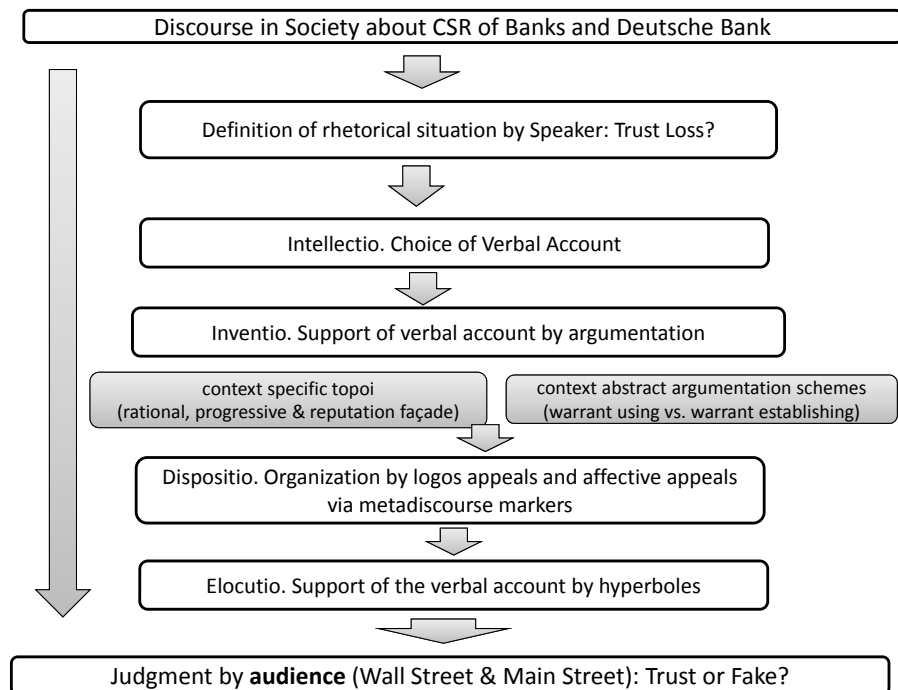 Discourse in Society about CSR of Banks and Deutsche Bank
Definition of rhetorical situation by Speaker: Trust Loss?
Intellectio. Choice of Verbal Account
Inventio. Support of verbal account by argumentation
context specific topoi
(rational, progressive & reputation façade)
context abstract argumentation schemes
(warrant using vs. warrant establishing)
Dispositio. Organization by logos appeals and affective appeals
via metadiscourse markers
Elocutio. Support of the verbal account by hyperboles
Judgment by audience (Wall Street & Main Street): Trust or Fake?